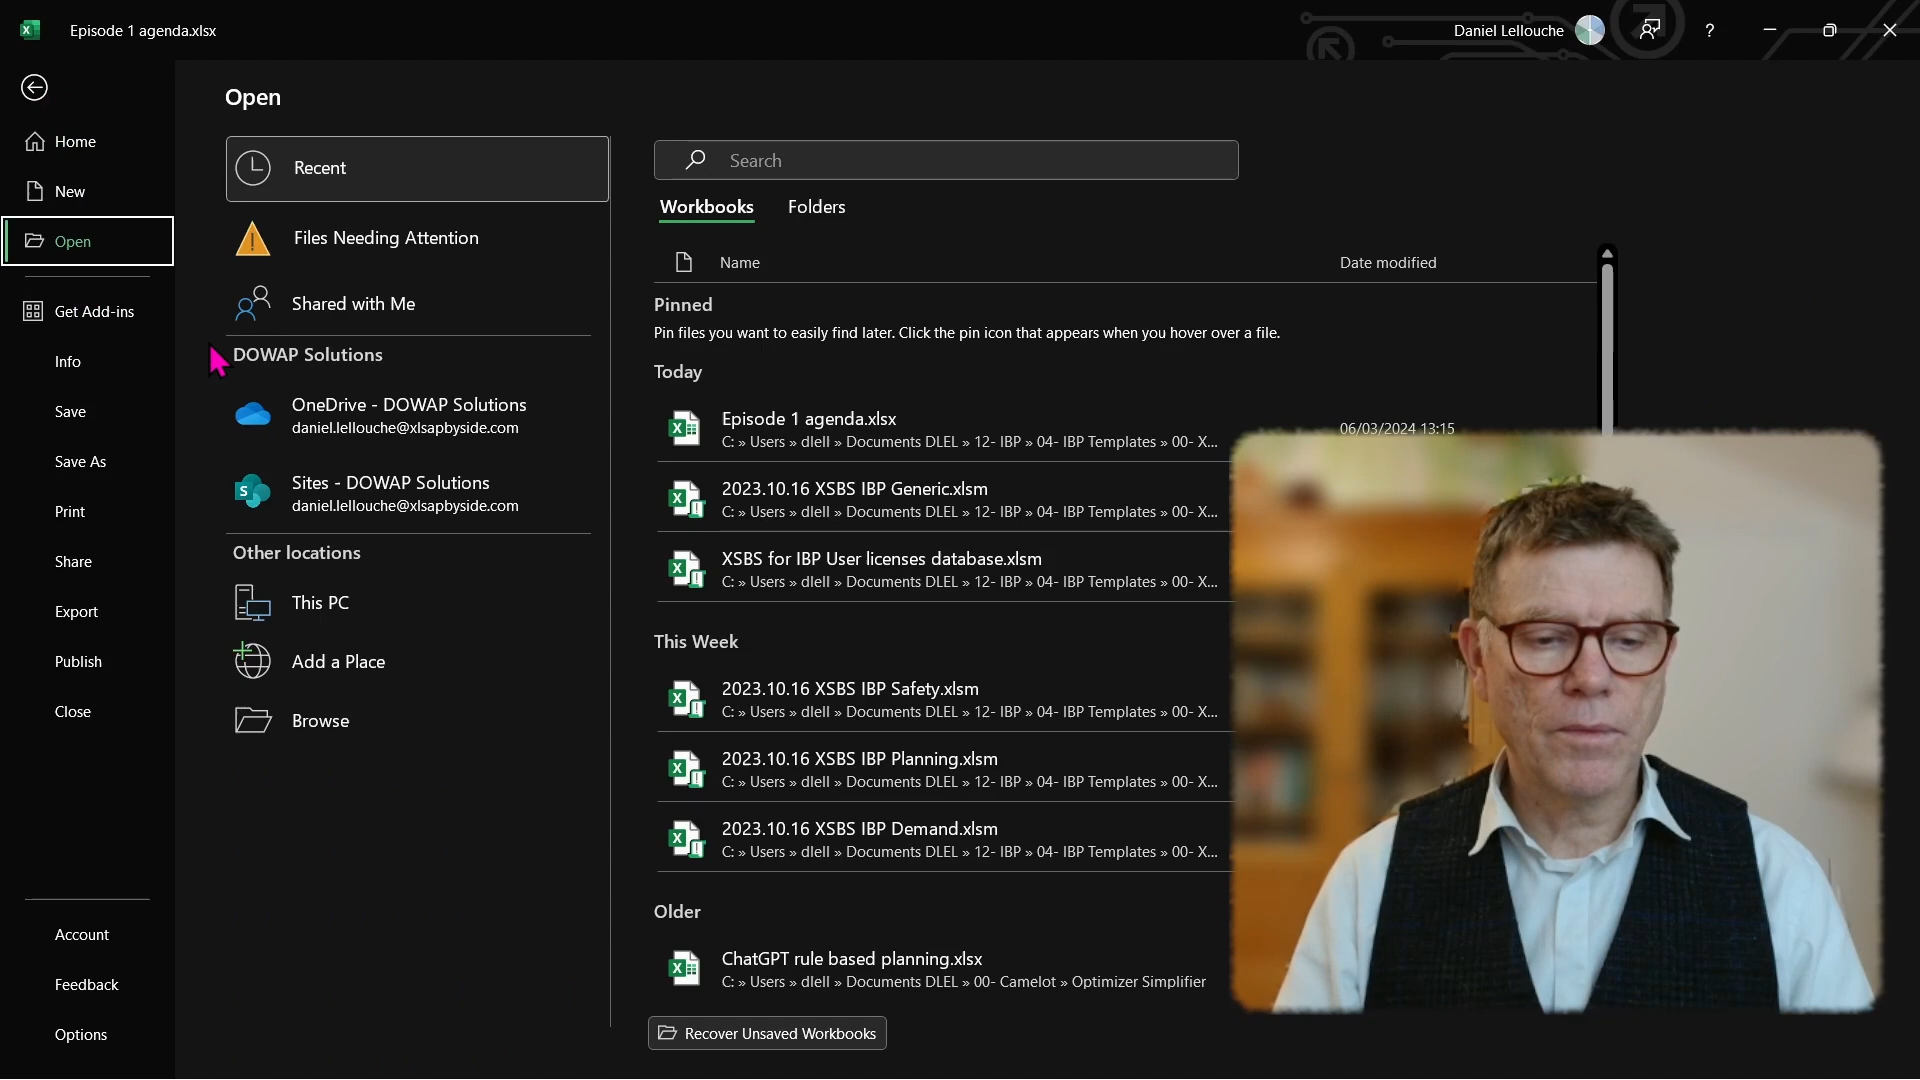 Episode 1 agenda.xlsx
Daniel Lellouche
?
Home
New
Open
Get Add-ins
Info
Save
Save As
Print
Share
Export
Publish
Close
Account
Feedback
Options
Open
Recent
Files Needing Attention
Shared with Me
DOWAP Solutions
OneDrive - DOWAP Solutions
daniel.lellouche@xlsapbyside.com
Sites - DOWAP Solutions
daniel.lellouche@xlsapbyside.com
Other locations
This PC
Add a Place
Browse
Search
Workbooks Folders
Name Date modified
Pinned
Pin files you want to easily find later. Click the pin icon that appears when you hover over a file.
Today
Episode 1 agenda.xlsx
C: » Users » dlell » Documents DLEL » 12- IBP » 04- IBP Templates » 00- X...
06/03/2024 13:15
2023.10.16 XSBS IBP Generic.xlsm
C: » Users » dlell » Documents DLEL » 12- IBP » 04- IBP Templates » 00- X...
XSBS for IBP User licenses database.xlsm
C: » Users » dlell » Documents DLEL » 12- IBP » 04- IBP Templates » 00- X...
This Week
2023.10.16 XSBS IBP Safety.xlsm
C: » Users » dlell » Documents DLEL » 12- IBP » 04- IBP Templates » 00- X...
2023.10.16 XSBS IBP Planning.xlsm
C: » Users » dlell » Documents DLEL » 12- IBP » 04- IBP Templates » 00- X...
2023.10.16 XSBS IBP Demand.xlsm
C: » Users » dlell » Documents DLEL » 12- IBP » 04- IBP Templates » 00- X...
Older
ChatGPT rule based planning.xlsx
C: » Users » dlell » Documents DLEL » 00- Camelot » Optimizer Simplifier
Recover Unsaved Workbooks